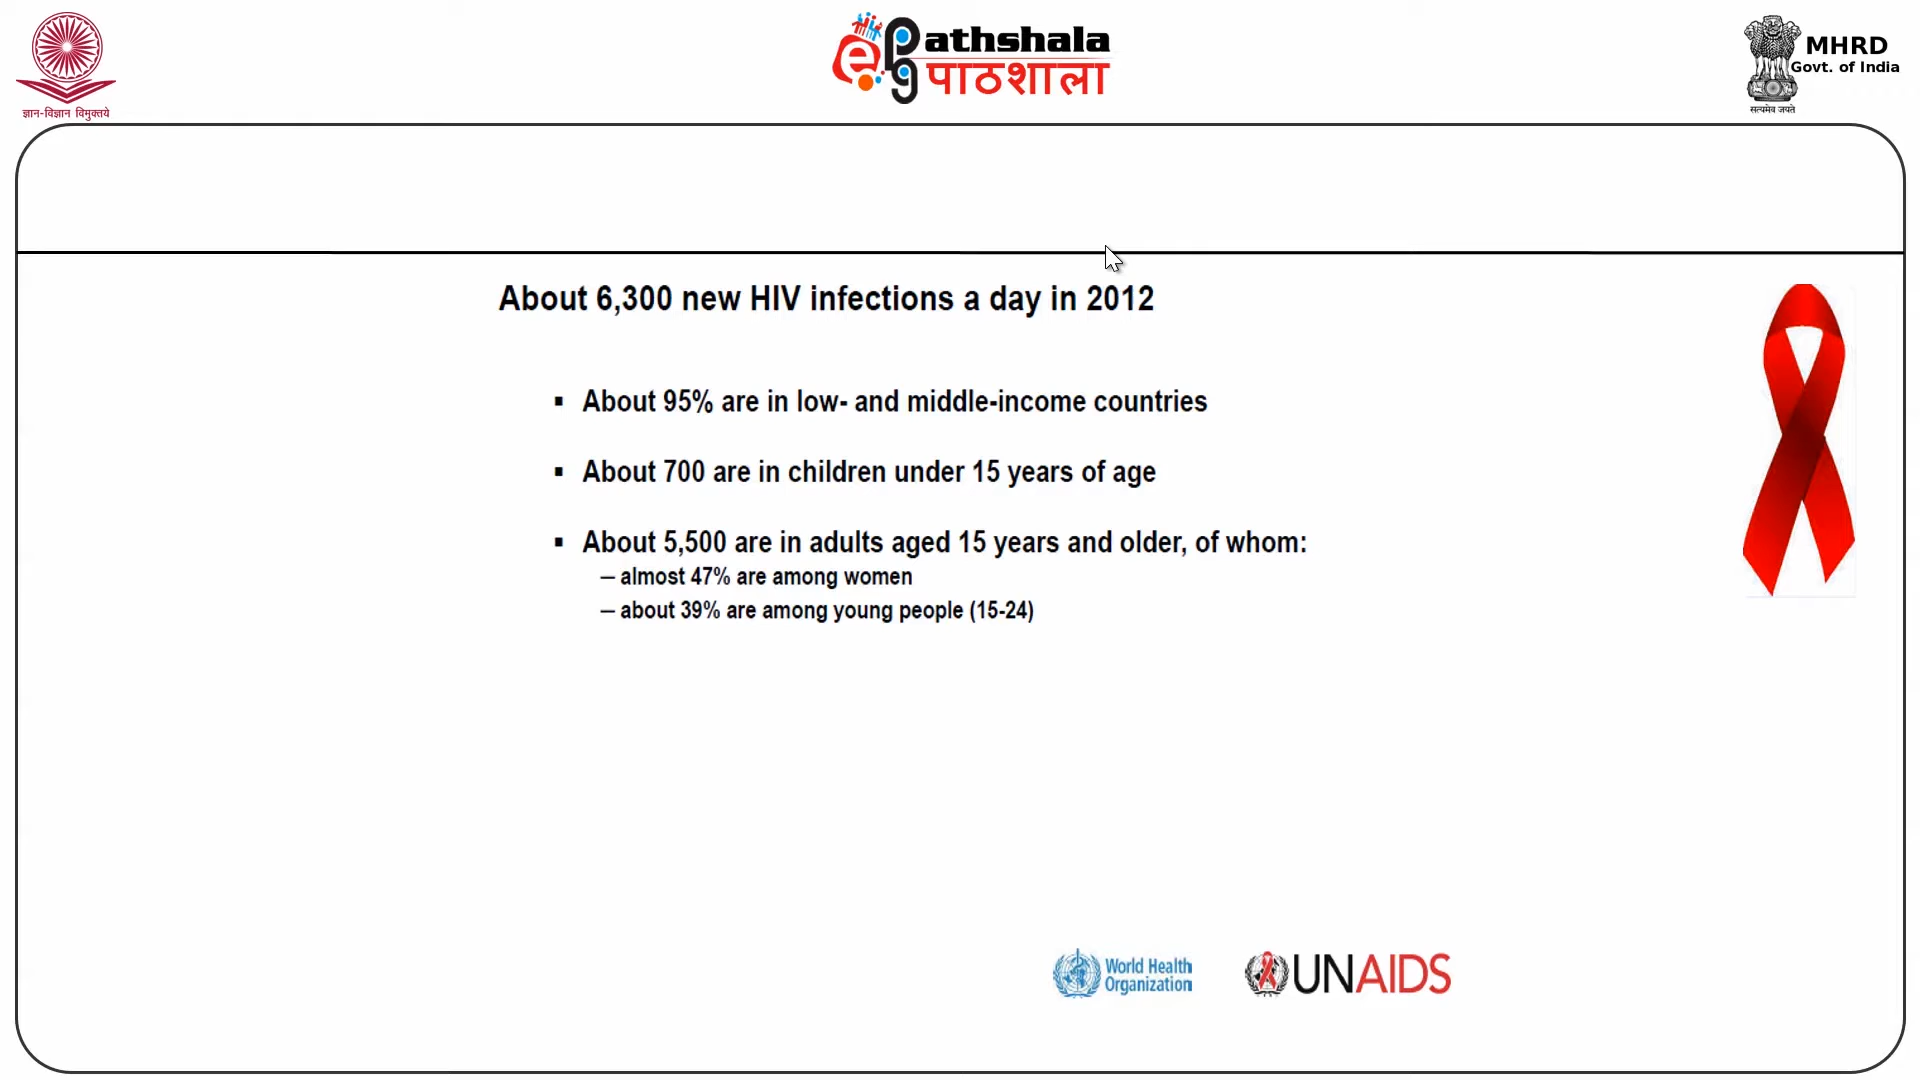 ज्ञान-विज्ञान विमुक्तये
e Pg athshala
पाठशाला
MHRD
Govt. of India
सत्यमेव जयते
About 6,300 new HIV infections a day in 2012
▪ About 95% are in low- and middle-income countries
▪ About 700 are in children under 15 years of age
▪ About 5,500 are in adults aged 15 years and older, of whom:
— almost 47% are among women
— about 39% are among young people (15-24)
World Health
Organization
UNAIDS